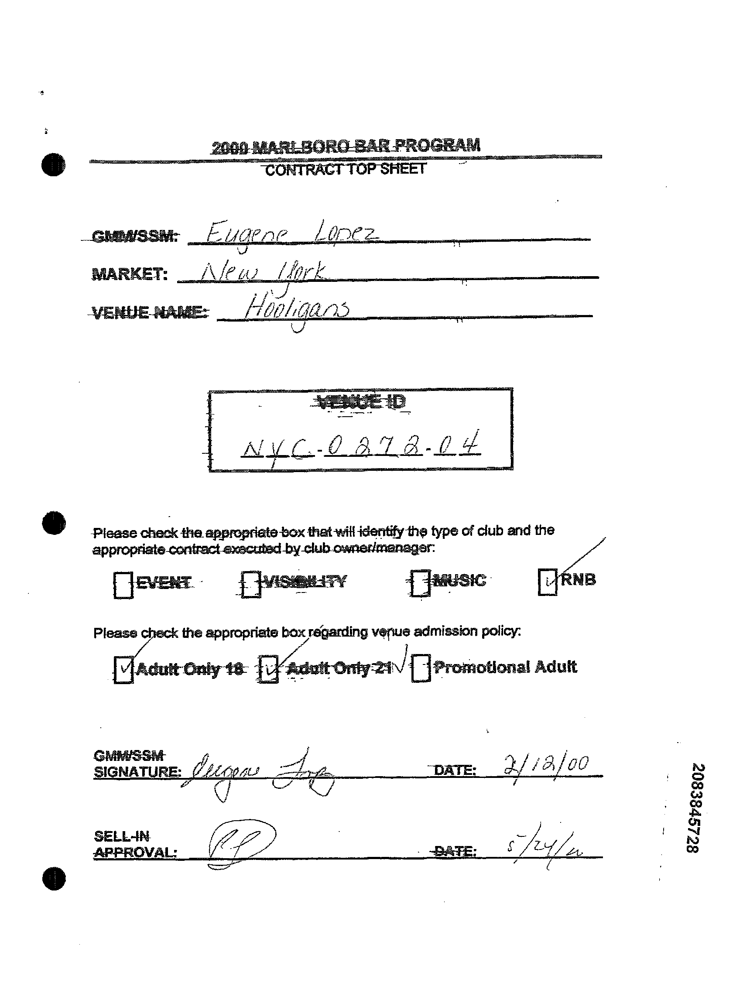 2000 MARLBORO BAR PROGRAM
CONTRACT TOP SHEET
GMM/SSM: Eugene Lopez
MARKET: New York
VENUE NAME: Hooligans
VENUE ID
NYC-0272-04
Please check the appropriate box that will identify the type of club and the
appropriate contract executed by club owner/manager:
EVENT VISIBILITY MUSIC RNB
Please check the appropriate box regarding venue admission policy:
Adult Only 18 Adult Only 21 Promotional Adult
GMM/SSM
SIGNATURE: Eugene Lopez DATE: 2/12/00
SELL-IN
APPROVAL: DATE: 5/24/
2083845728